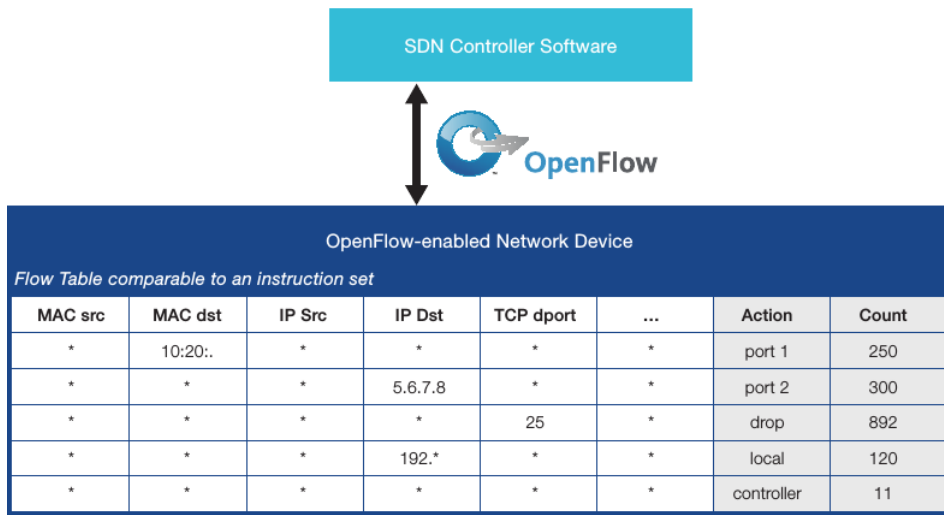 SDN Controller Software
OpenFlow
™
OpenFlow-enabled Network Device
Flow Table comparable to an instruction set
MAC src MAC dst IP Src IP Dst TCP dport ... Action Count
* 10:20:. * * * * port 1 250
* * * 5.6.7.8 * * port 2 300
* * * * 25 * drop 892
* * * 192.* * * local 120
* * * * * * controller 11